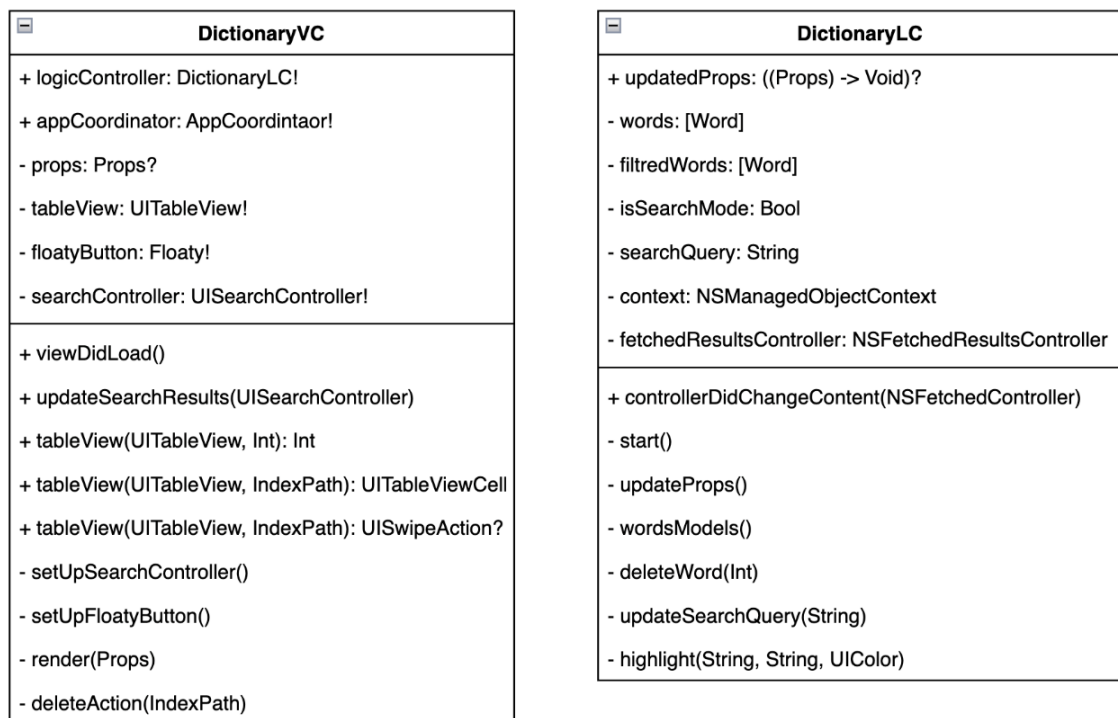 DictionaryVC
+ logicController: DictionaryLC!
+ appCoordinator: AppCoordintaor!
- props: Props?
- tableView: UITableView!
- floatyButton: Floaty!
- searchController: UISearchController!
+ viewDidLoad()
+ updateSearchResults(UISearchController)
+ tableView(UITableView, Int): Int
+ tableView(UITableView, IndexPath): UITableViewCell
+ tableView(UITableView, IndexPath): UISwipeAction?
- setUpSearchController()
- setUpFloatyButton()
- render(Props)
- deleteAction(IndexPath)
DictionaryLC
+ updatedProps: ((Props) -> Void)?
- words: [Word]
- filtredWords: [Word]
- isSearchMode: Bool
- searchQuery: String
- context: NSManagedObjectContext
- fetchedResultsController: NSFetchedResultsController
+ controllerDidChangeContent(NSFetchedController)
- start()
- updateProps()
- wordsModels()
- deleteWord(Int)
- updateSearchQuery(String)
- highlight(String, String, UIColor)